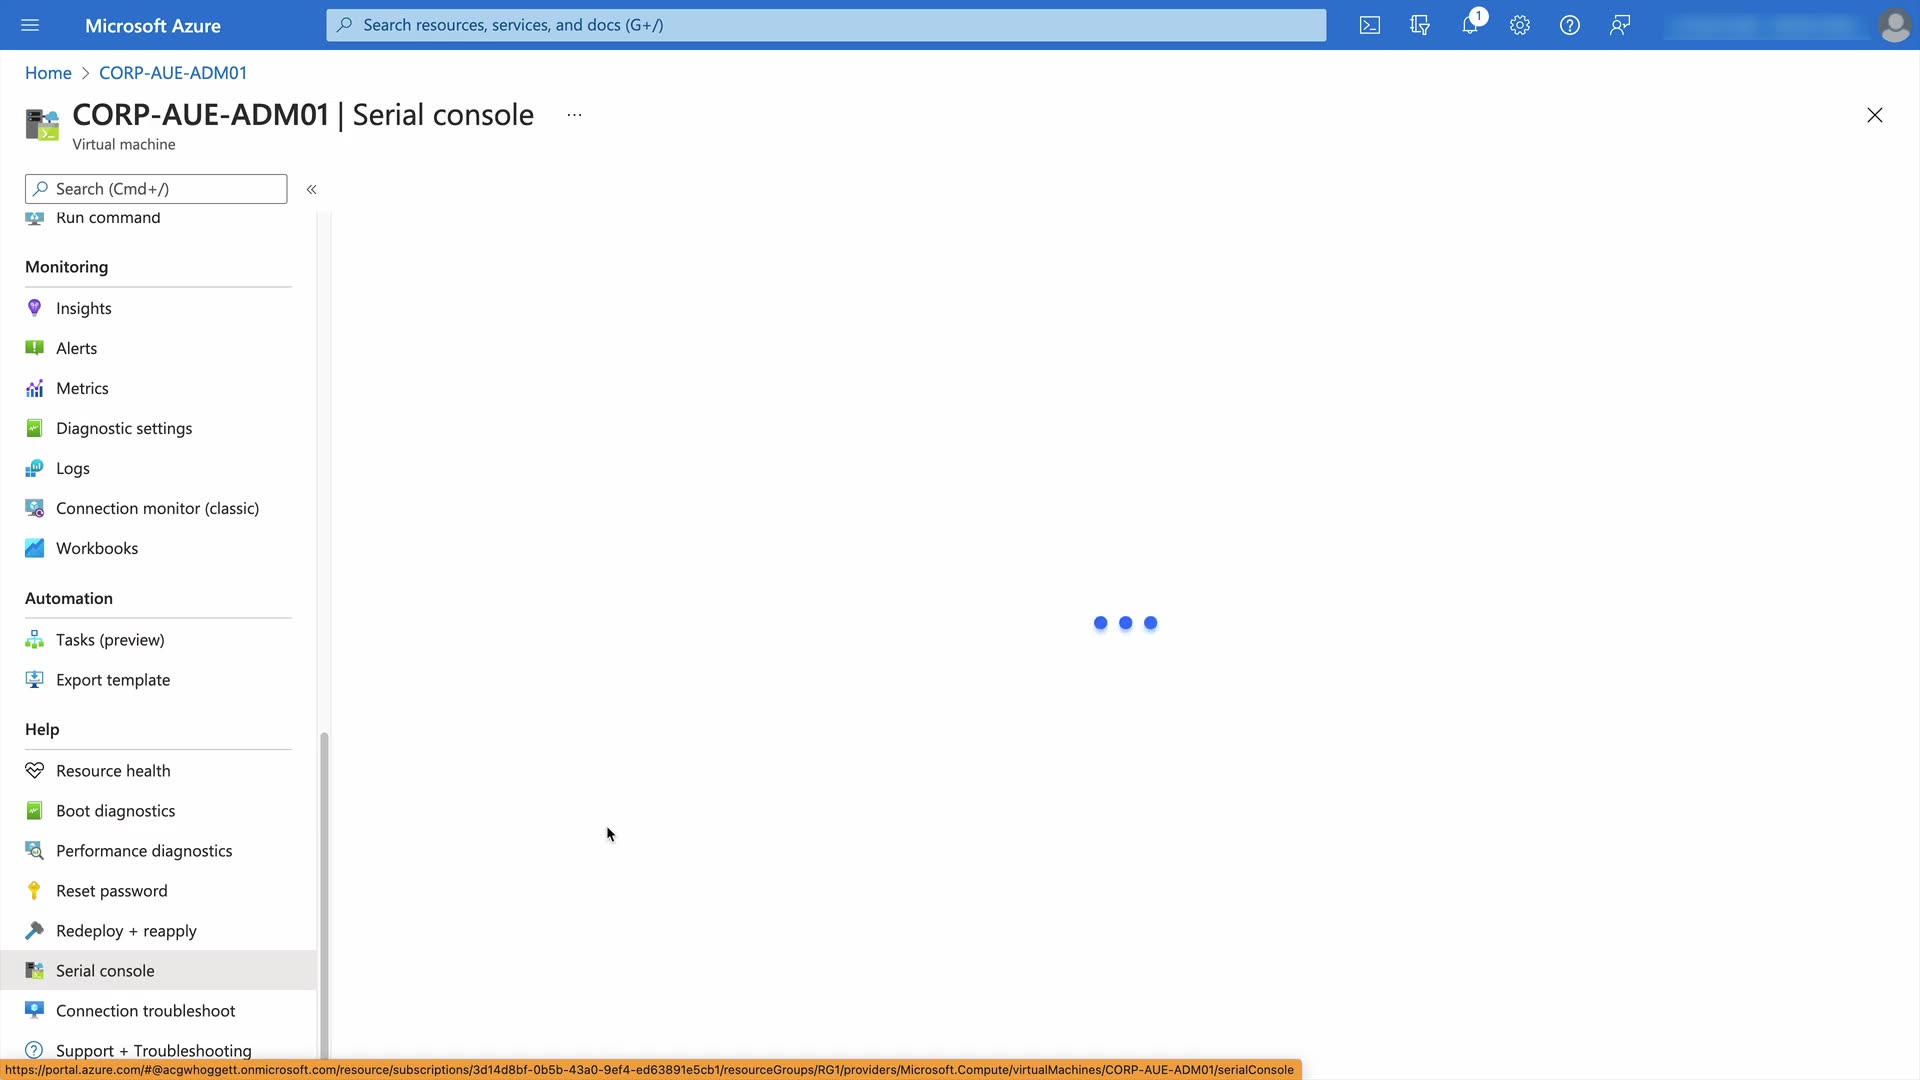 Microsoft Azure
Search resources, services, and docs (G+/)
1
Home > CORP-AUE-ADM01
CORP-AUE-ADM01 | Serial console ...
Virtual machine
Search (Cmd+/)
«
Run command
Monitoring
Insights
Alerts
Metrics
Diagnostic settings
Logs
Connection monitor (classic)
Workbooks
Automation
Tasks (preview)
Export template
Help
Resource health
Boot diagnostics
Performance diagnostics
Reset password
Redeploy + reapply
Serial console
Connection troubleshoot
Support + Troubleshooting
https://portal.azure.com/#@acgwhoggett.onmicrosoft.com/resource/subscriptions/3d14d8bf-0b5b-43a0-9ef4-ed63891e5cb1/resourceGroups/RG1/providers/Microsoft.Compute/virtualMachines/CORP-AUE-ADM01/serialConsole